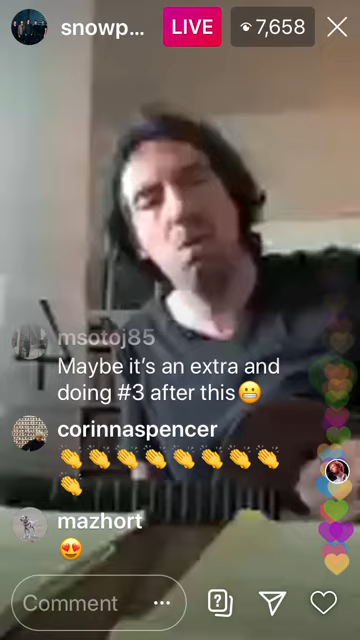 snowp...
LIVE
7,658
msotoj85
Maybe it's an extra and
doing #3 after this😬
corinnaspencer
👏👏👏👏👏👏👏👏
👏
mazhort
😍
Comment